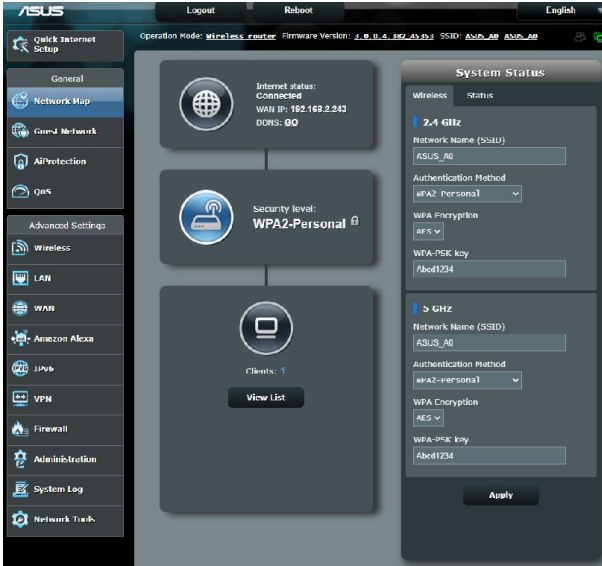 ASUS
Logout
Reboot
English
Quick Internet
Setup
Operation Mode: Wireless router Firmware Version: 3.0.0.4.382_45353 SSID: ASUS_A0 ASUS_A0
General
Network Map
Guest Network
AiProtection
QoS
Advanced Settings
Wireless
LAN
WAN
Amazon Alexa
IPv6
VPN
Firewall
Administration
System Log
Network Tools
Internet status:
Connected
WAN IP: 192.168.2.243
DDNS: GO
Security level:
WPA2-Personal
Clients: 1
View List
System Status
Wireless
Status
2.4 GHz
Network Name (SSID)
ASUS_A0
Authentication Method
WPA2-Personal
WPA Encryption
AES
WPA-PSK key
Abcd1234
5 GHz
Network Name (SSID)
ASUS_A0
Authentication Method
WPA2-Personal
WPA Encryption
AES
WPA-PSK key
Abcd1234
Apply